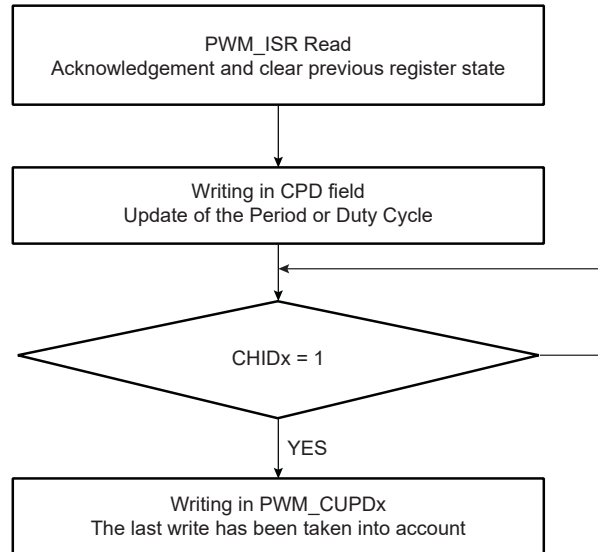 PWM_ISR Read
Acknowledgement and clear previous register state
Writing in CPD field
Update of the Period or Duty Cycle
CHIDx = 1
YES
Writing in PWM_CUPDx
The last write has been taken into account